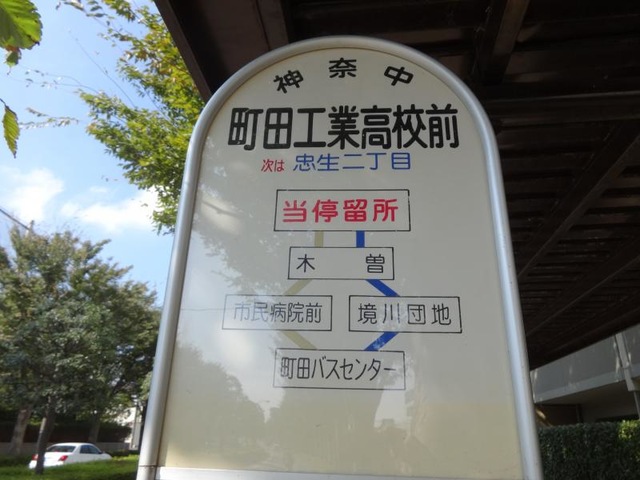 神奈中
町田工業高校前
次は 忠生二丁目
当停留所
木曽
市民病院前 境川団地
町田バスセンター